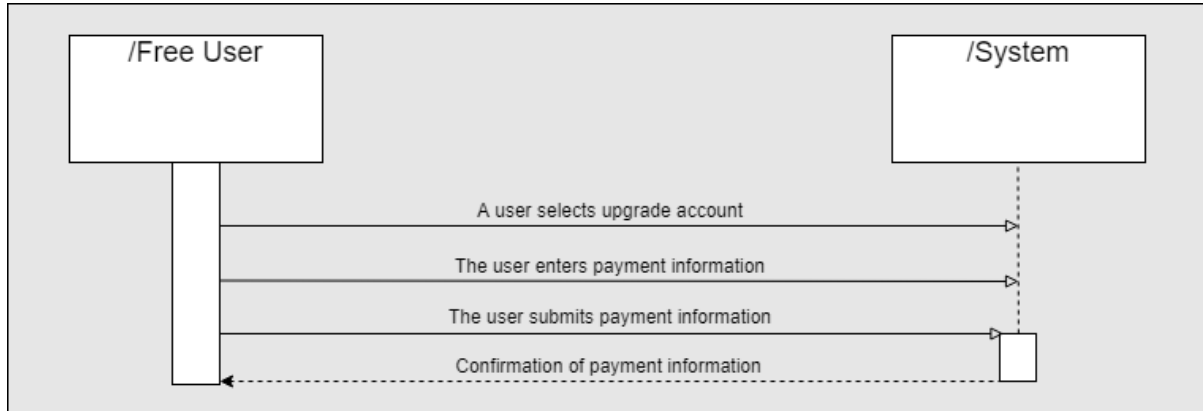 /Free User
/System
A user selects upgrade account
The user enters payment information
The user submits payment information
Confirmation of payment information